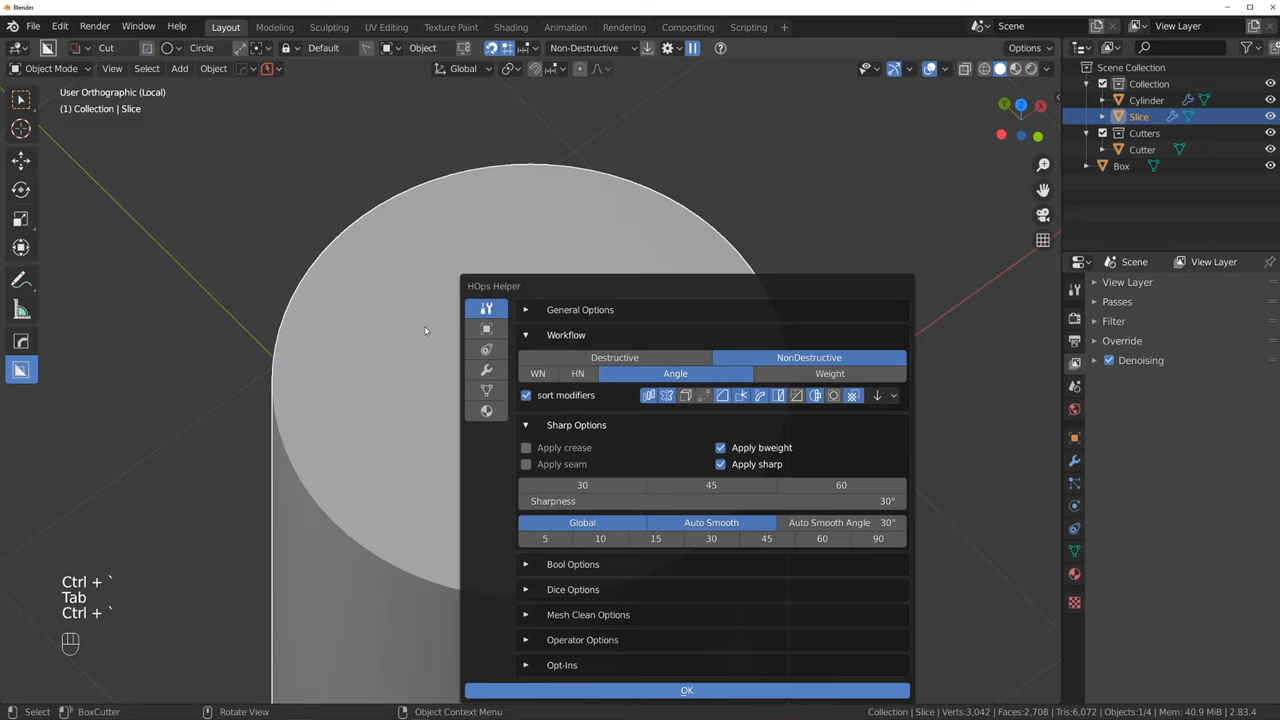 Blender
File Edit Render Window Help Layout Modeling Sculpting UV Editing Texture Paint Shading Animation Rendering Compositing Scripting Scene View Layer
Cut Circle Default Object Non-Destructive Options
Object Mode View Select Add Object Global
User Orthographic (Local)
(1) Collection | Slice
Y Z X
Scene Collection
Collection
Cylinder
Slice
Cutters
Cutter
Box
Scene View Layer
View Layer
Passes
Filter
Override
Denoising
HOps Helper
General Options
Workflow
Destructive NonDestructive
WN HN Angle Weight
sort modifiers
Sharp Options
Apply crease Apply bweight
Apply seam Apply sharp
30 45 60
Sharpness 30°
Global Auto Smooth Auto Smooth Angle 30°
5 10 15 30 45 60 90
Bool Options
Dice Options
Mesh Clean Options
Operator Options
Opt-Ins
OK
Ctrl + `
Tab
Ctrl + `
Select BoxCutter Rotate View Object Context Menu Collection | Slice | Verts:3,042 | Faces:2,708 | Tris:6,072 | Objects:1/4 | Mem: 40.9 MiB | 2.83.4